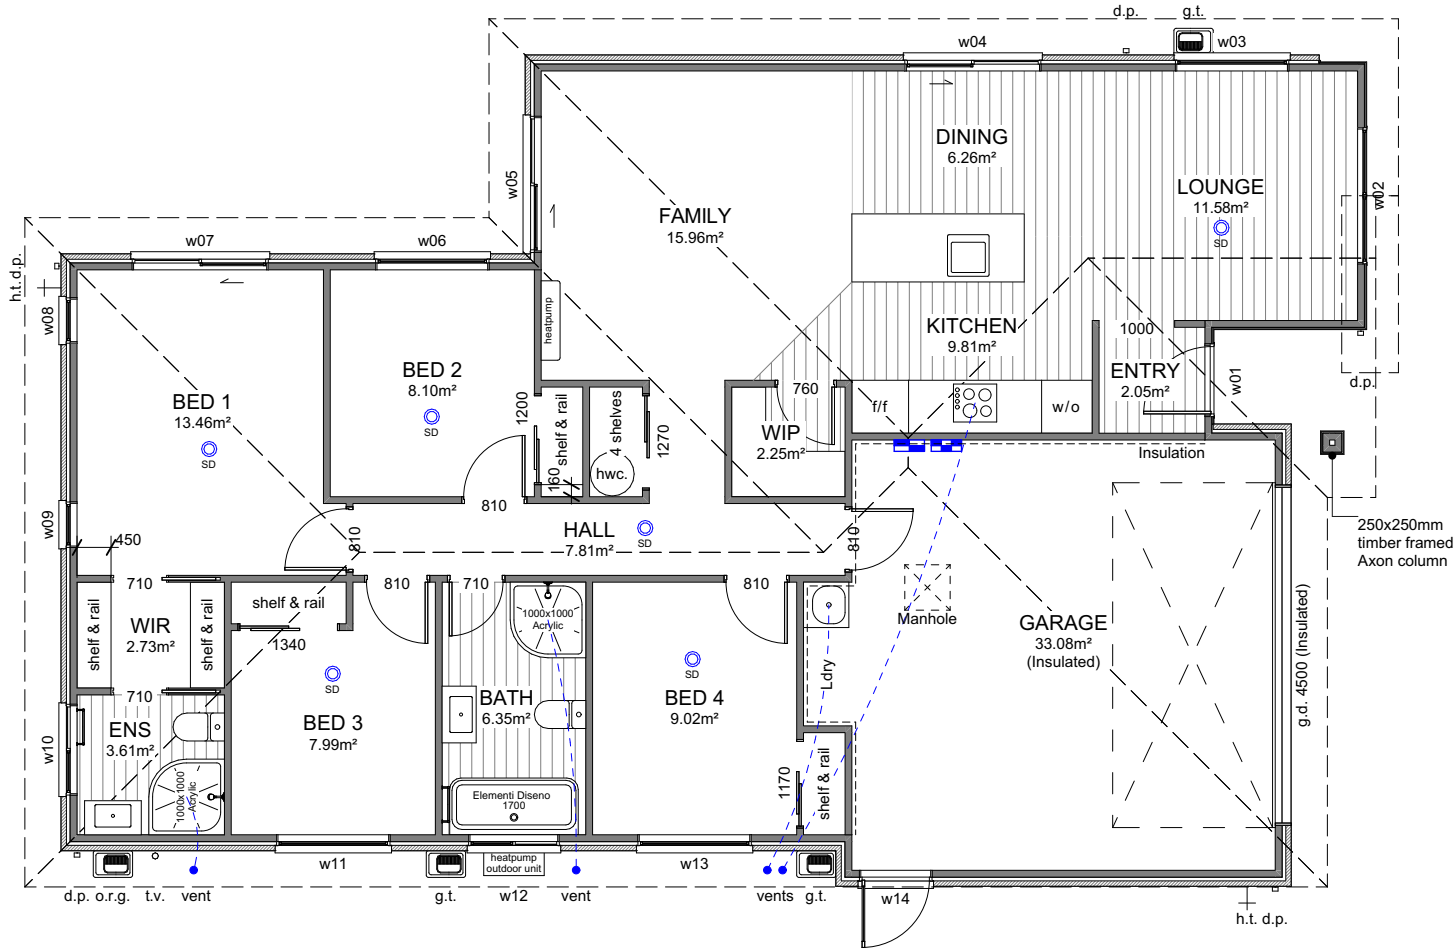 d.p.
g.t.
w04
w03
DINING
6.26m²
LOUNGE
11.58m²
SD
w02
w05
FAMILY
15.96m²
w07
w06
h.t. d.p.
w08
heatpump
KITCHEN
9.81m²
1000
ENTRY
2.05m²
w01
d.p.
BED 2
8.10m²
SD
BED 1
13.46m²
SD
1200
shelf & rail
160
4 shelves
hwc.
1270
760
WIP
2.25m²
f/f
w/o
Insulation
250x250mm
timber framed
Axon column
w09
450
810
810
HALL
7.81m²
SD
810
710
810
710
810
shelf & rail
WIR
2.73m²
shelf & rail
shelf & rail
1340
1000x1000
Acrylic
Manhole
GARAGE
33.08m²
(Insulated)
g.d. 4500 (Insulated)
Ldry
SD
SD
710
ENS
3.61m²
BED 3
7.99m²
BATH
6.35m²
BED 4
9.02m²
w10
1000x1000
Acrylic
Elementi Diseno
1700
1170
shelf & rail
w11
heatpump
outdoor unit
w13
d.p.
o.r.g.
t.v.
vent
g.t.
w12
vent
vents
g.t.
w14
h.t. d.p.